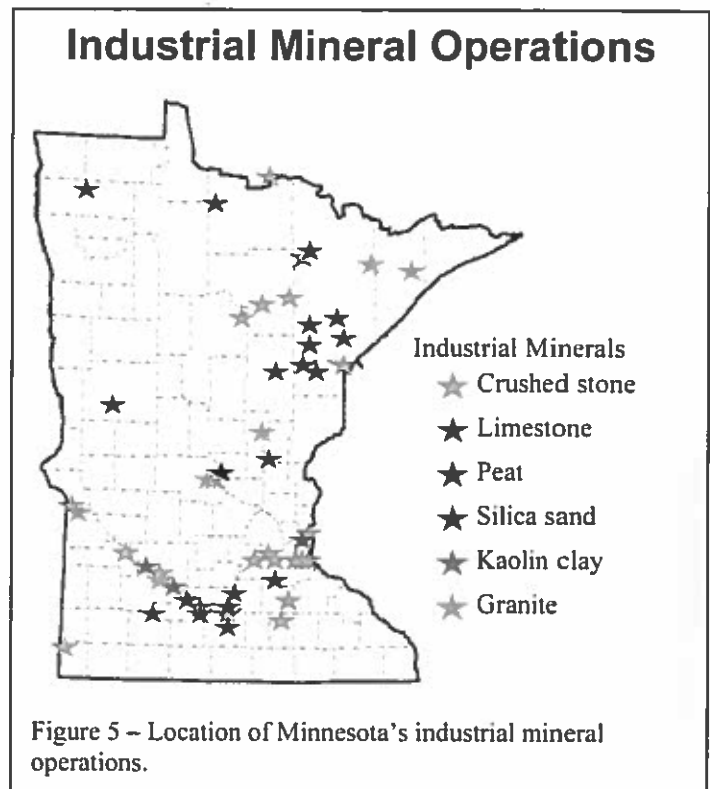 Industrial Mineral Operations
Industrial Minerals
Crushed stone
Limestone
Peat
Silica sand
Kaolin clay
Granite
Figure 5 – Location of Minnesota's industrial mineral
operations.